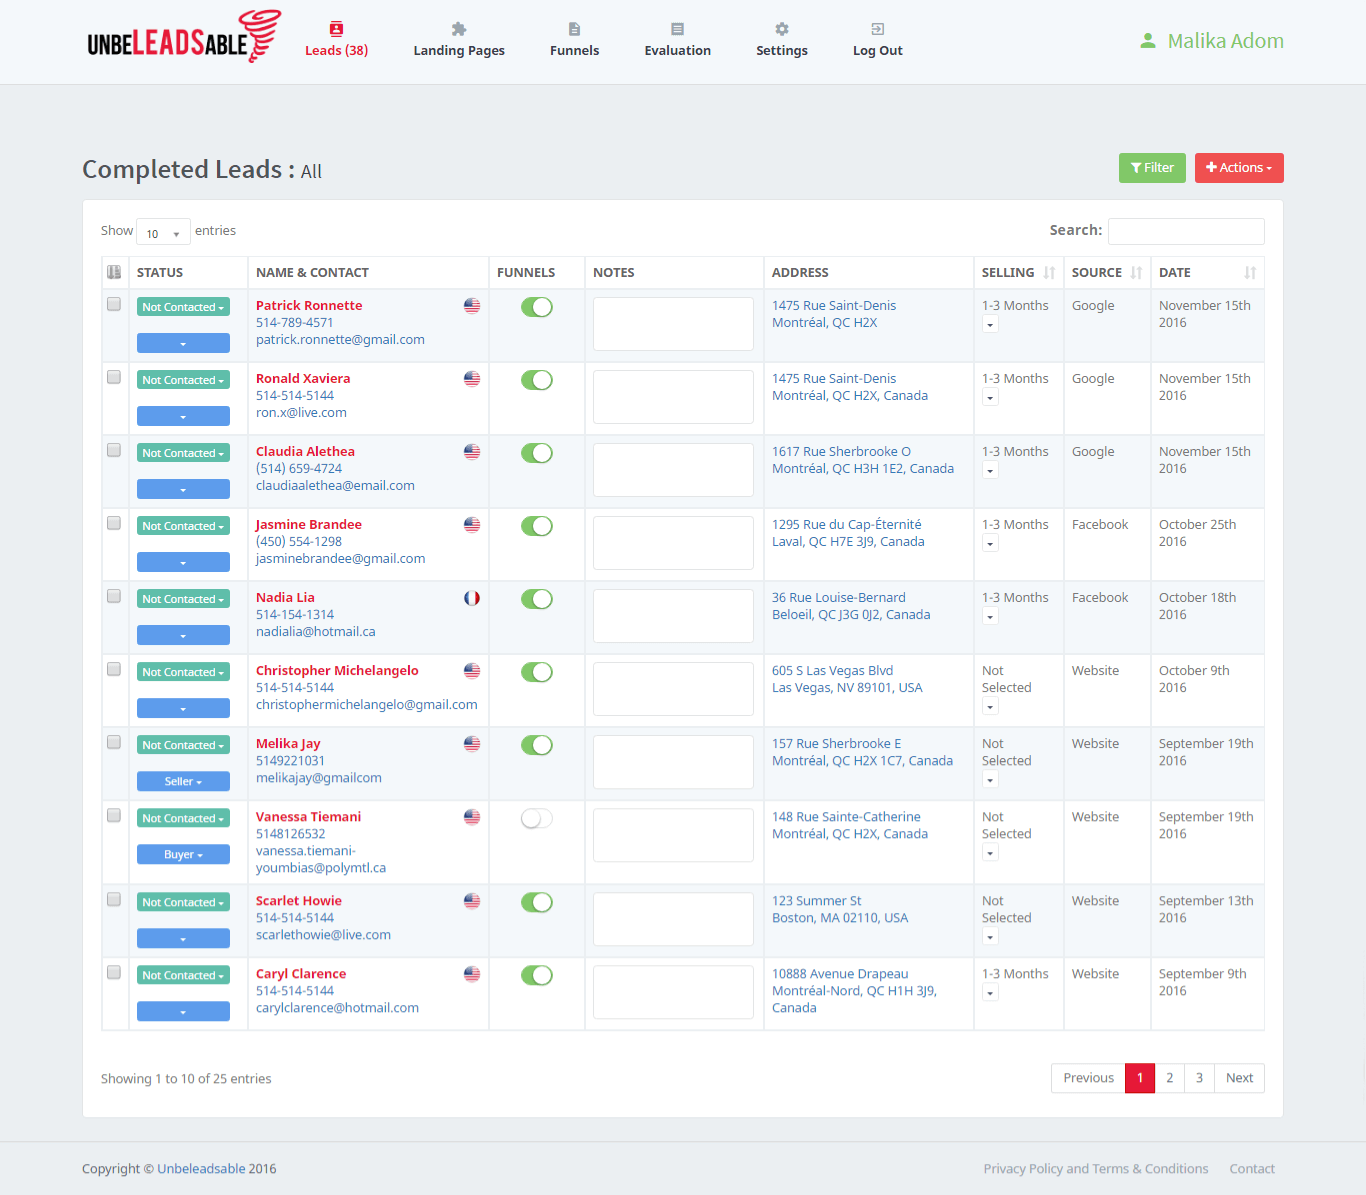 UNBELEADSABLE
Leads (38)
Landing Pages
Funnels
Evaluation
Settings
Log Out
Malika Adom
Completed Leads : All
Filter
Actions
Show 10 entries
Search:
STATUS NAME & CONTACT FUNNELS NOTES ADDRESS SELLING SOURCE DATE
Not Contacted Patrick Ronnette 1475 Rue Saint-Denis 1-3 Months Google November 15th
514-789-4571 Montréal, QC H2X 2016
patrick.ronnette@gmail.com
Not Contacted Ronald Xaviera 1475 Rue Saint-Denis 1-3 Months Google November 15th
514-514-5144 Montréal, QC H2X, Canada 2016
ron.x@live.com
Not Contacted Claudia Alethea 1617 Rue Sherbrooke O 1-3 Months Google November 15th
(514) 659-4724 Montréal, QC H3H 1E2, Canada 2016
claudiaalethea@email.com
Not Contacted Jasmine Brandee 1295 Rue du Cap-Éternité 1-3 Months Facebook October 25th
(450) 554-1298 Laval, QC H7E 3J9, Canada 2016
jasminebrandee@gmail.com
Not Contacted Nadia Lia 36 Rue Louise-Bernard 1-3 Months Facebook October 18th
514-154-1314 Beloeil, QC J3G 0J2, Canada 2016
nadialia@hotmail.ca
Not Contacted Christopher Michelangelo 605 S Las Vegas Blvd Not Website October 9th
514-514-5144 Las Vegas, NV 89101, USA Selected 2016
christophermichelangelo@gmail.com
Not Contacted Melika Jay 157 Rue Sherbrooke E Not Website September 19th
5149221031 Montréal, QC H2X 1C7, Canada Selected 2016
Seller melikajay@gmailcom
Not Contacted Vanessa Tiemani 148 Rue Sainte-Catherine Not Website September 19th
5148126532 Montréal, QC H2X, Canada Selected 2016
Buyer vanessa.tiemani-
youmbias@polymtl.ca
Not Contacted Scarlet Howie 123 Summer St Not Website September 13th
514-514-5144 Boston, MA 02110, USA Selected 2016
scarlethowie@live.com
Not Contacted Caryl Clarence 10888 Avenue Drapeau 1-3 Months Website September 9th
514-514-5144 Montréal-Nord, QC H1H 3J9, 2016
carylclarence@hotmail.com Canada
Showing 1 to 10 of 25 entries
Previous 1 2 3 Next
Copyright © Unbeleadsable 2016
Privacy Policy and Terms & Conditions Contact